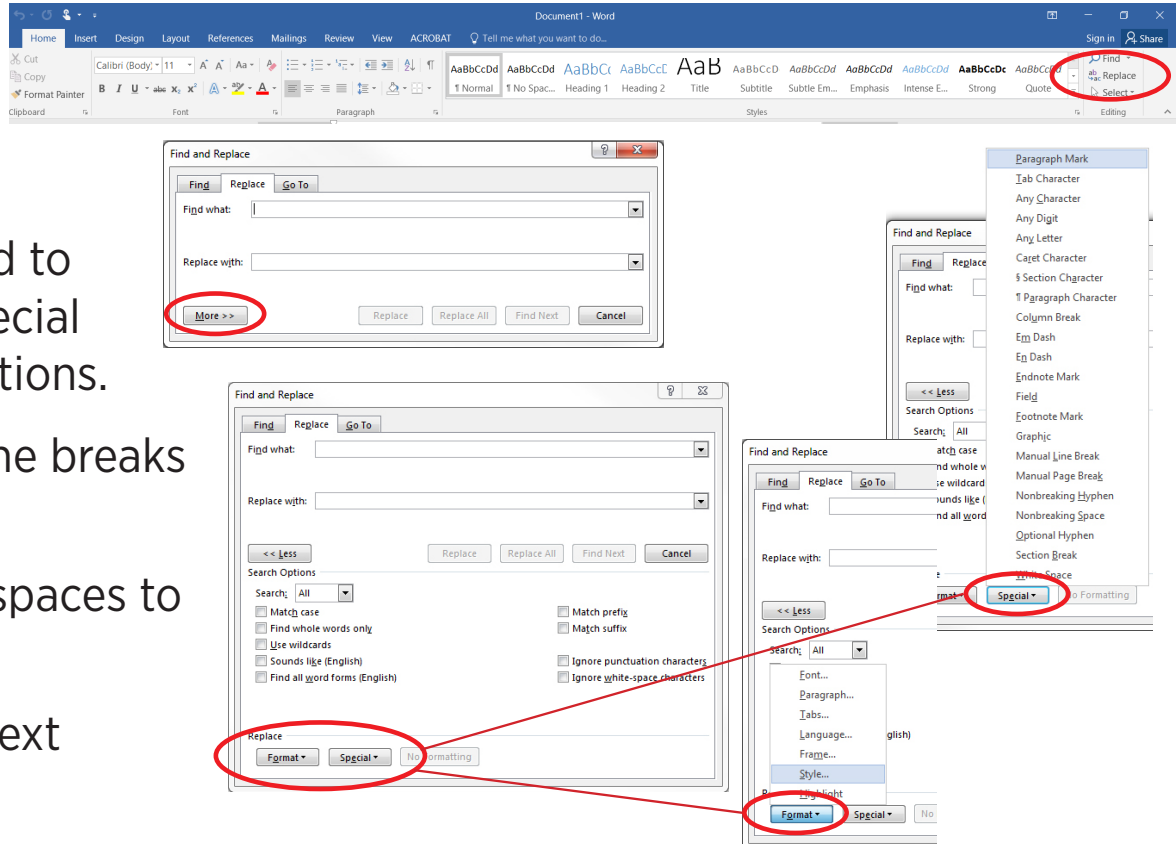 Document1 - Word
Home Insert Design Layout References Mailings Review View ACROBAT Tell me what you want to do... Sign in Share
Cut
Copy
Format Painter
Clipboard
Calibri (Body) 11 A A Aa
B I U abc X₂ X² A A
Font
Paragraph
AaBbCcDd AaBbCcDd AaBbCc AaBbCcE AaB AaBbCcD AaBbCcDd AaBbCcDd AaBbCcDd AaBbCcDc AaBbCcDd
¶ Normal ¶ No Spac... Heading 1 Heading 2 Title Subtitle Subtle Em... Emphasis Intense E... Strong Quote
Styles
Find
Replace
Select
Editing
d to
ecial
tions.
ne breaks
spaces to
ext
Find and Replace
Find Replace Go To
Find what:
Replace with:
More >> Replace Replace All Find Next Cancel
Find and Replace
Find Replace Go To
Find what:
Replace with:
<< Less Replace Replace All Find Next Cancel
Search Options
Search: All
Match case Match prefix
Find whole words only Match suffix
Use wildcards
Sounds like (English) Ignore punctuation characters
Find all word forms (English) Ignore white-space characters
Replace
Format Special No Formatting
Find and Replace
Find Replace Go To
Find what:
Replace with:
<< Less
Search Options
Search: All
Font...
Paragraph...
Tabs...
Language... glish)
Frame...
Style...
Highlight
Format Special No
Find and Replace
Find Replace
Find what:
Replace with:
<< Less
Search Options
Search: All
atch case
nd whole w
se wildcard
ounds like (
nd all word
rmat Special o Formatting
Paragraph Mark
Tab Character
Any Character
Any Digit
Any Letter
Caret Character
§ Section Character
¶ Paragraph Character
Column Break
Em Dash
En Dash
Endnote Mark
Field
Footnote Mark
Graphic
Manual Line Break
Manual Page Break
Nonbreaking Hyphen
Nonbreaking Space
Optional Hyphen
Section Break
White Space